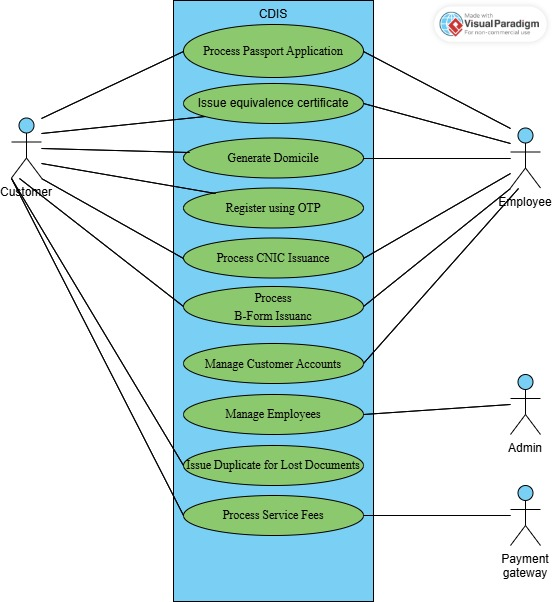 CDIS
Made with
VisualParadigm
For non-commercial use
Process Passport Application
Issue equivalence certificate
Generate Domicile
Customer
Employee
Register using OTP
Process CNIC Issuance
Process
B-Form Issuanc
Manage Customer Accounts
Manage Employees
Admin
Issue Duplicate for Lost Documents
Process Service Fees
Payment
gateway